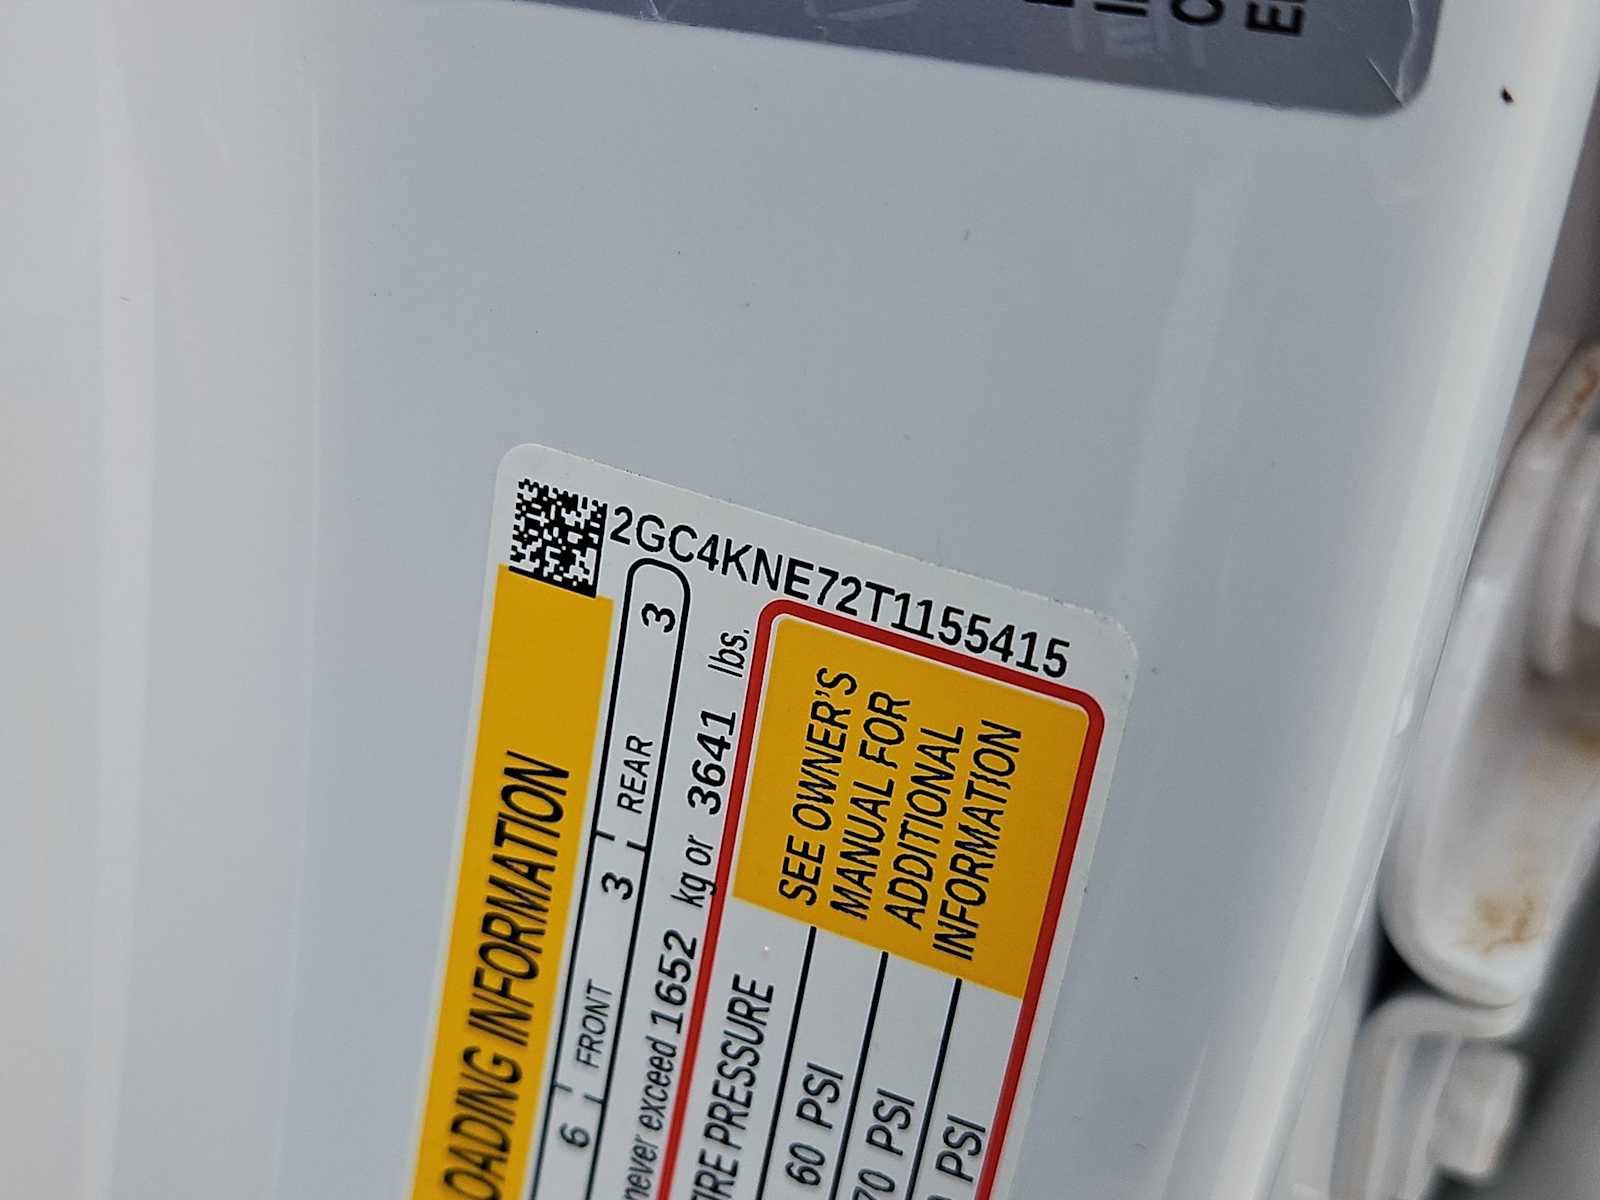 2GC4KNE72T1155415
LOADING INFORMATION
6 FRONT 3 REAR 3
never exceed 1652 kg or 3641 lbs.
TIRE PRESSURE
SEE OWNER'S
MANUAL FOR
ADDITIONAL
INFORMATION
60 PSI
70 PSI
PSI